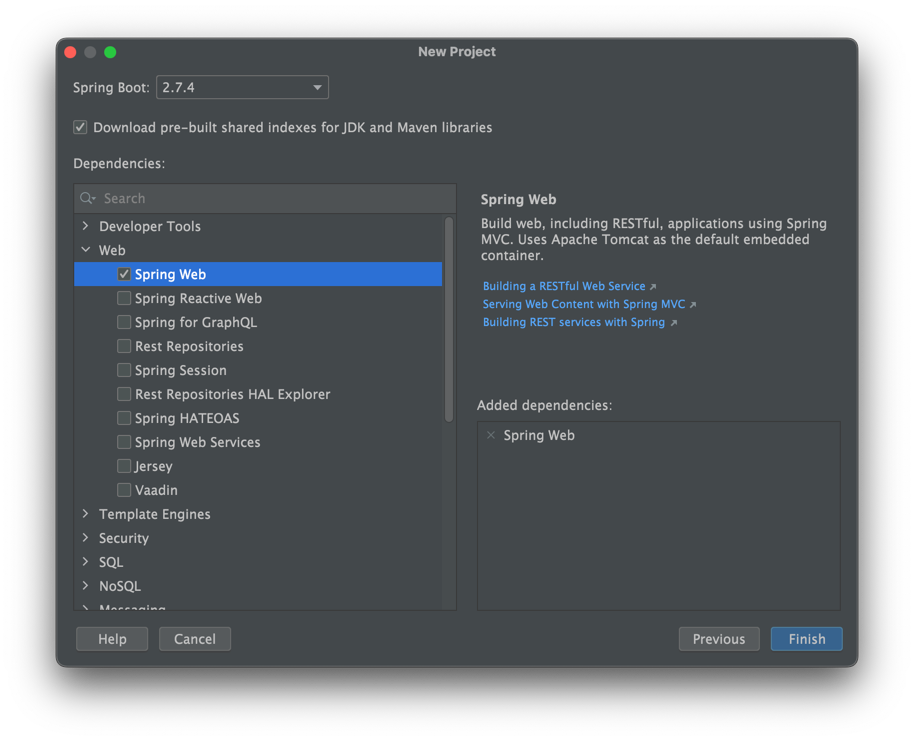 New Project
Spring Boot: 2.7.4
Download pre-built shared indexes for JDK and Maven libraries
Dependencies:
Search
Developer Tools
Web
Spring Web
Spring Reactive Web
Spring for GraphQL
Rest Repositories
Spring Session
Rest Repositories HAL Explorer
Spring HATEOAS
Spring Web Services
Jersey
Vaadin
Template Engines
Security
SQL
NoSQL
Messaging
Spring Web
Build web, including RESTful, applications using Spring
MVC. Uses Apache Tomcat as the default embedded
container.
Building a RESTful Web Service
Serving Web Content with Spring MVC
Building REST services with Spring
Added dependencies:
Spring Web
Help
Cancel
Previous
Finish